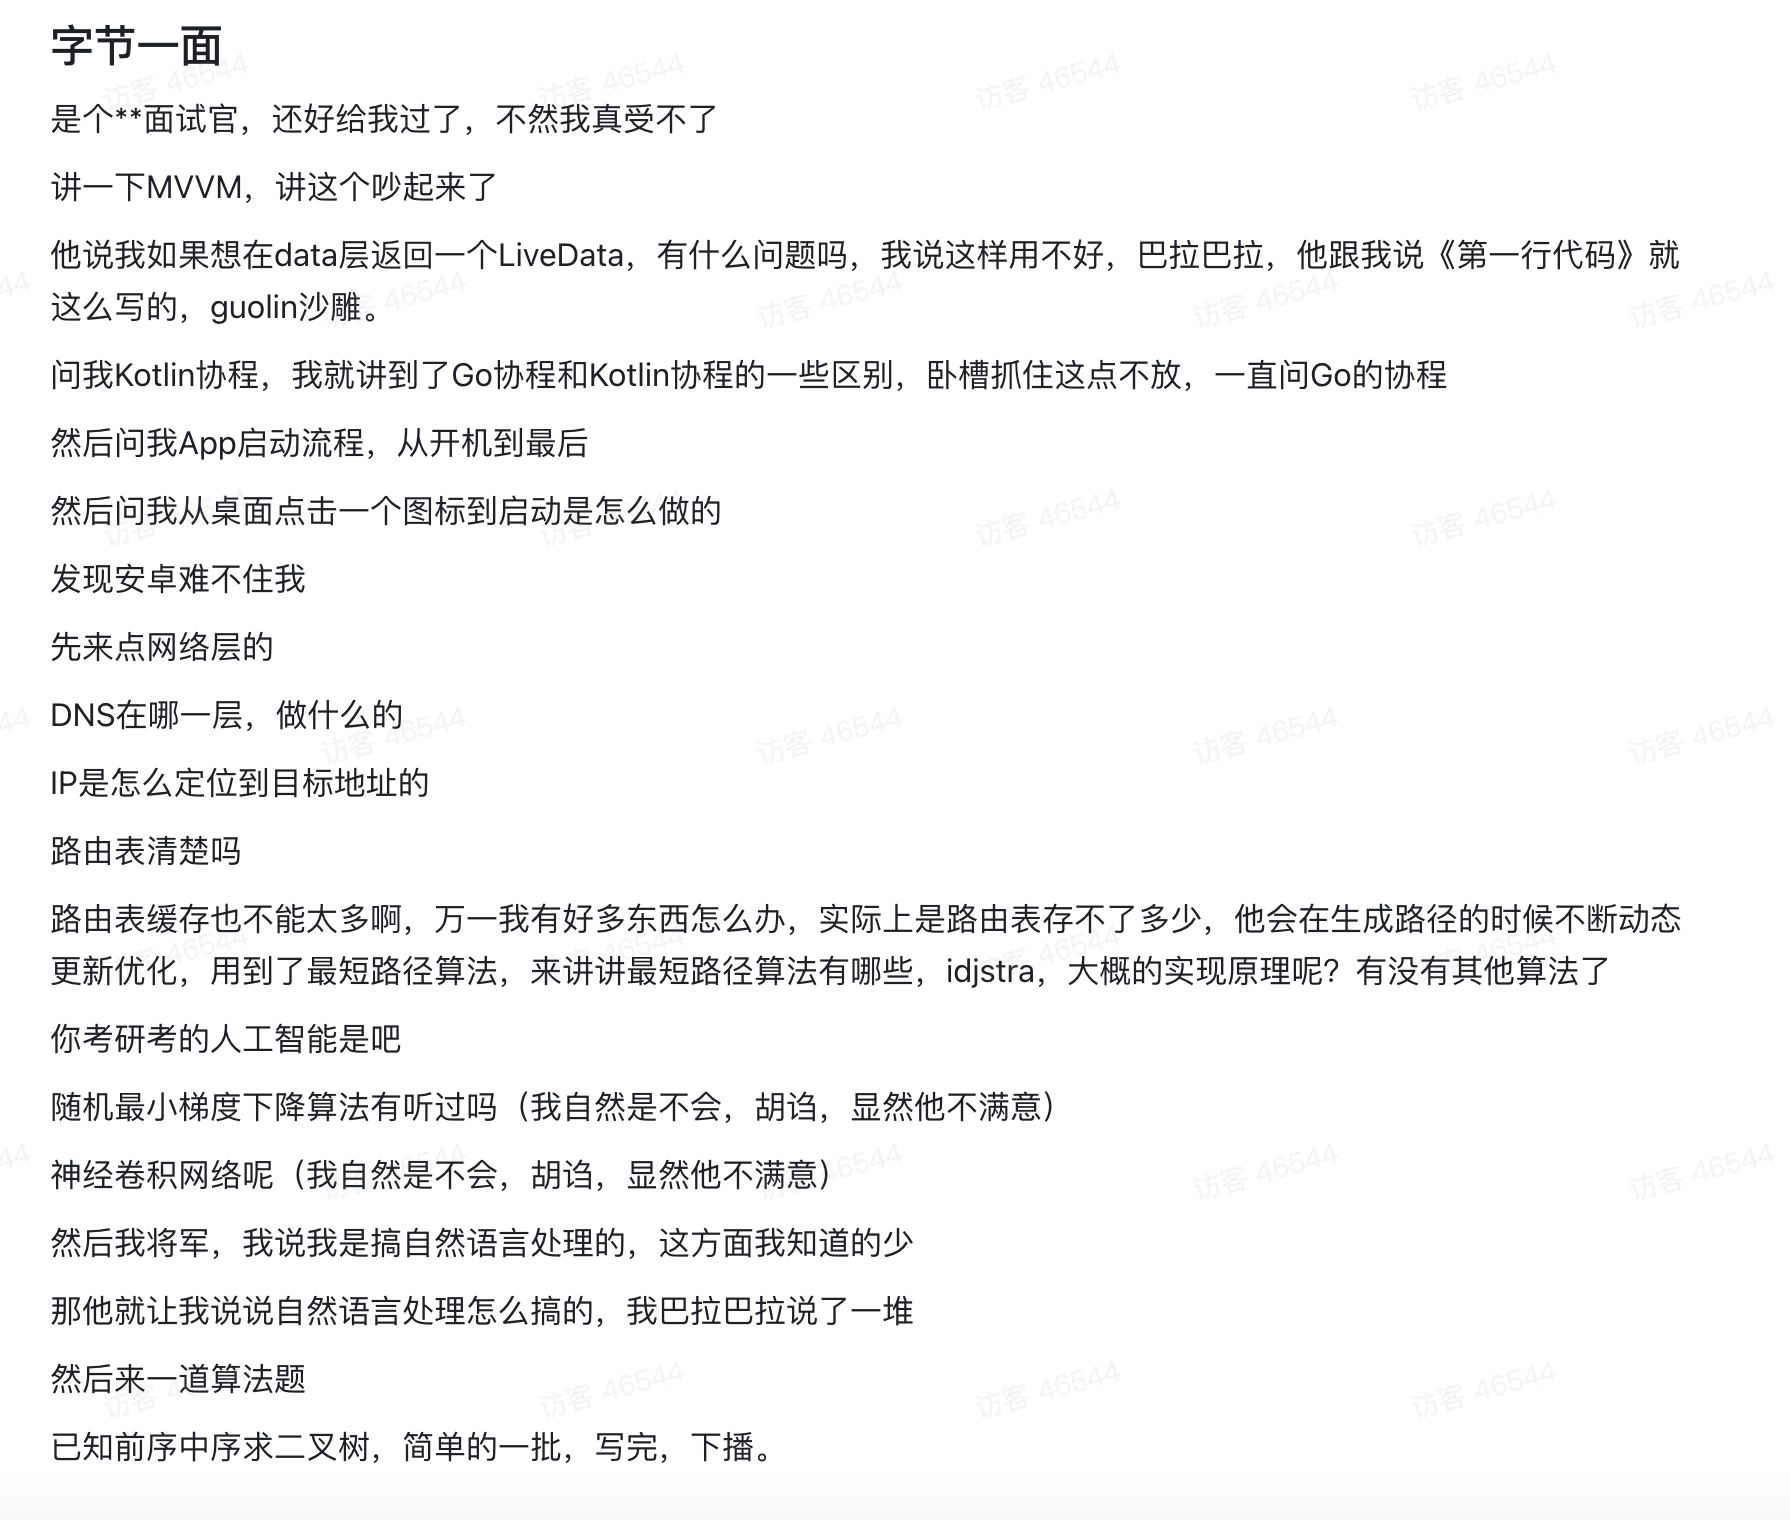 字节一面
是个**面试官，还好给我过了，不然我真受不了
讲一下MVVM，讲这个吵起来了
他说我如果想在data层返回一个LiveData，有什么问题吗，我说这样用不好，巴拉巴拉，他跟我说《第一行代码》就
这么写的，guolin沙雕。
问我Kotlin协程，我就讲到了Go协程和Kotlin协程的一些区别，卧槽抓住这点不放，一直问Go的协程
然后问我App启动流程，从开机到最后
然后问我从桌面点击一个图标到启动是怎么做的
发现安卓难不住我
先来点网络层的
DNS在哪一层，做什么的
IP是怎么定位到目标地址的
路由表清楚吗
路由表缓存也不能太多啊，万一我有好多东西怎么办，实际上是路由表存不了多少，他会在生成路径的时候不断动态
更新优化，用到了最短路径算法，来讲讲最短路径算法有哪些，idjstra，大概的实现原理呢？有没有其他算法了
你考研考的人工智能是吧
随机最小梯度下降算法有听过吗（我自然是不会，胡诌，显然他不满意）
神经卷积网络呢（我自然是不会，胡诌，显然他不满意）
然后我将军，我说我是搞自然语言处理的，这方面我知道的少
那他就让我说说自然语言处理怎么搞的，我巴拉巴拉说了一堆
然后来一道算法题
已知前序中序求二叉树，简单的一批，写完，下播。
访客 46544